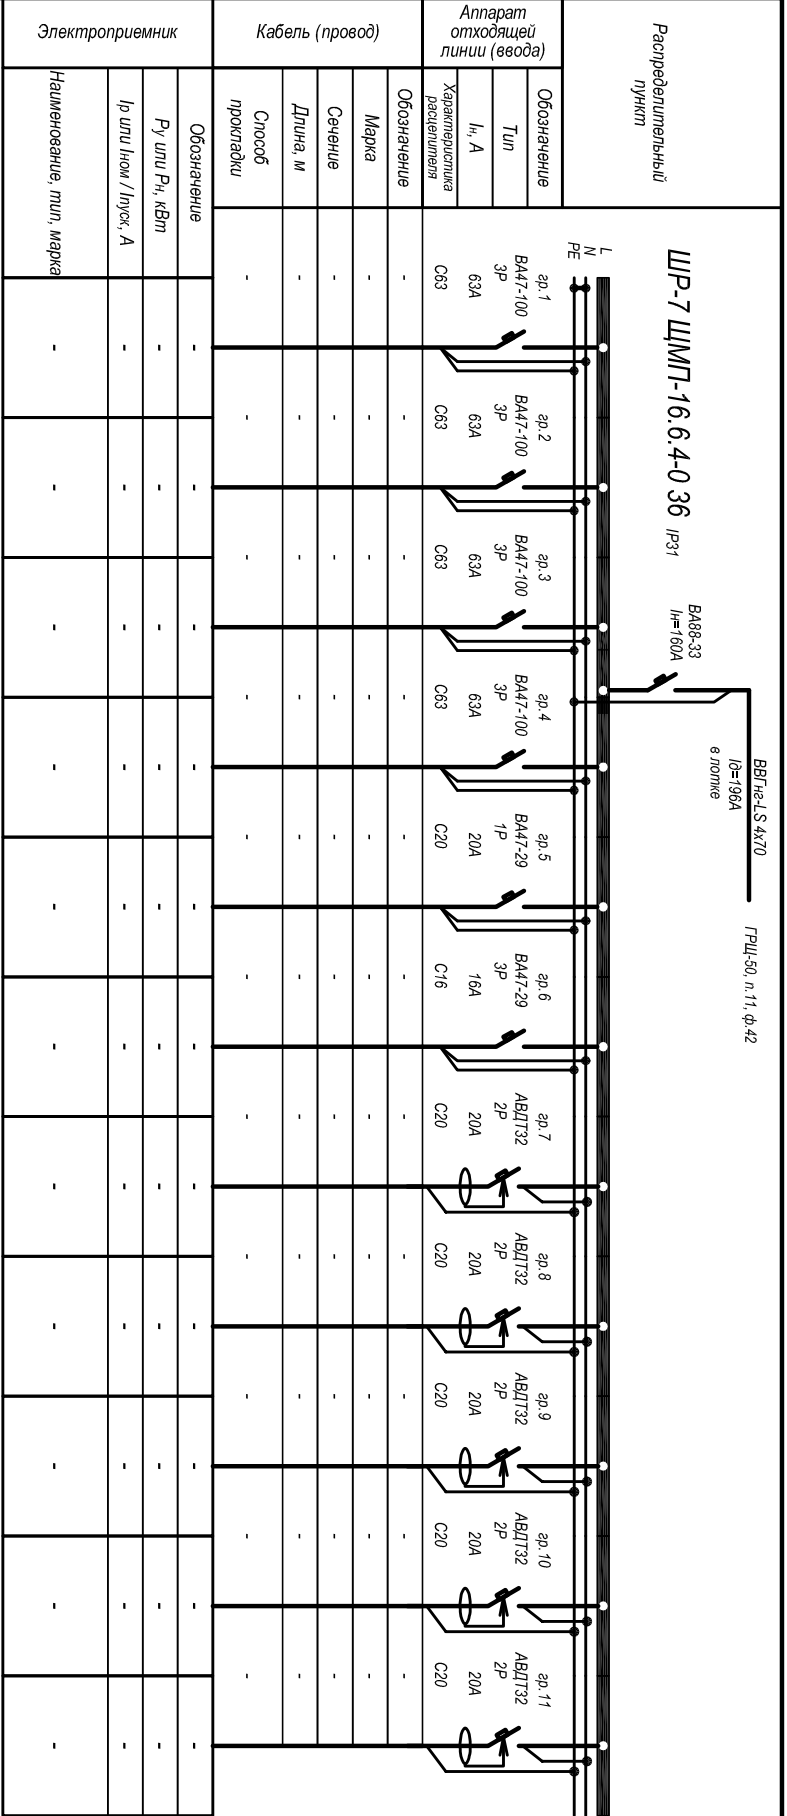 Распределительный
пункт
ШР-7 ЩМП-16.6.4-0 36 IP31
ВА88-33
Iн=160А
ВВГнг-LS 4х70
Iд=196А
в лотке
ГРЩ-50, п.11, ф.42
L
N
PE
Аппарат
отходящей
линии (ввода)
Обозначение
Тип
Iн, А
Характеристика
расцепителя
гр.1
ВА47-100
3Р
63А
С63
гр.2
ВА47-100
3Р
63А
С63
гр.3
ВА47-100
3Р
63А
С63
гр.4
ВА47-100
3Р
63А
С63
гр.5
ВА47-29
1Р
20А
С20
гр.6
ВА47-29
3Р
16А
С16
гр.7
АВДТ32
2Р
20А
С20
гр.8
АВДТ32
2Р
20А
С20
гр.9
АВДТ32
2Р
20А
С20
гр.10
АВДТ32
2Р
20А
С20
гр.11
АВДТ32
2Р
20А
С20
Кабель (провод)
Обозначение
- - - - - - - - - - -
Марка
- - - - - - - - - - -
Сечение
- - - - - - - - - - -
Длина, м
- - - - - - - - - - -
Способ
прокладки
- - - - - - - - - - -
Электроприемник
Обозначение
- - - - - - - - - - -
Ру или Рн, кВт
- - - - - - - - - - -
Iр или Iном / Iпуск, А
- - - - - - - - - - -
Наименование, тип, марка
- - - - - - - - - - -